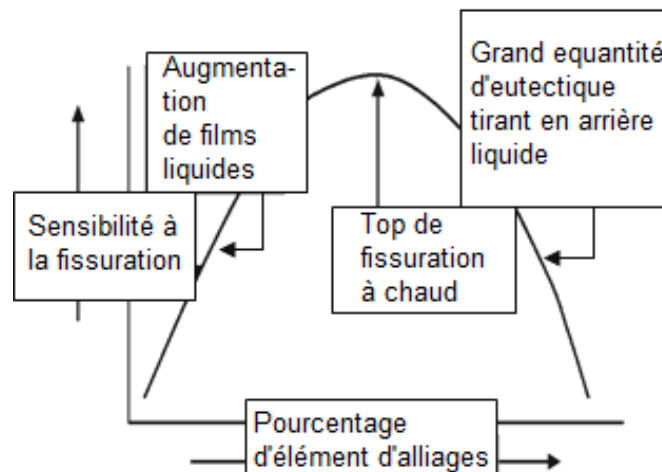 Augmenta-
tion
de films
liquides
Grand equantité
d'eutectique
tirant en arrière
liquide
Sensibilité à
la fissuration
Top de
fissuration
à chaud
Pourcentage
d'élément d'alliages